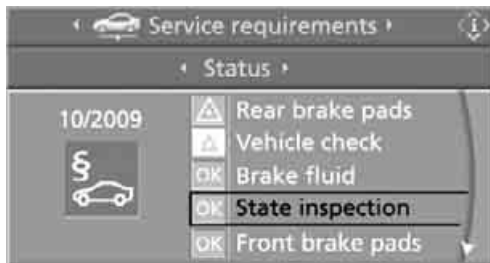 Service requirements
Status
10/2009
Rear brake pads
Vehicle check
§
OK Brake fluid
OK State inspection
OK Front brake pads